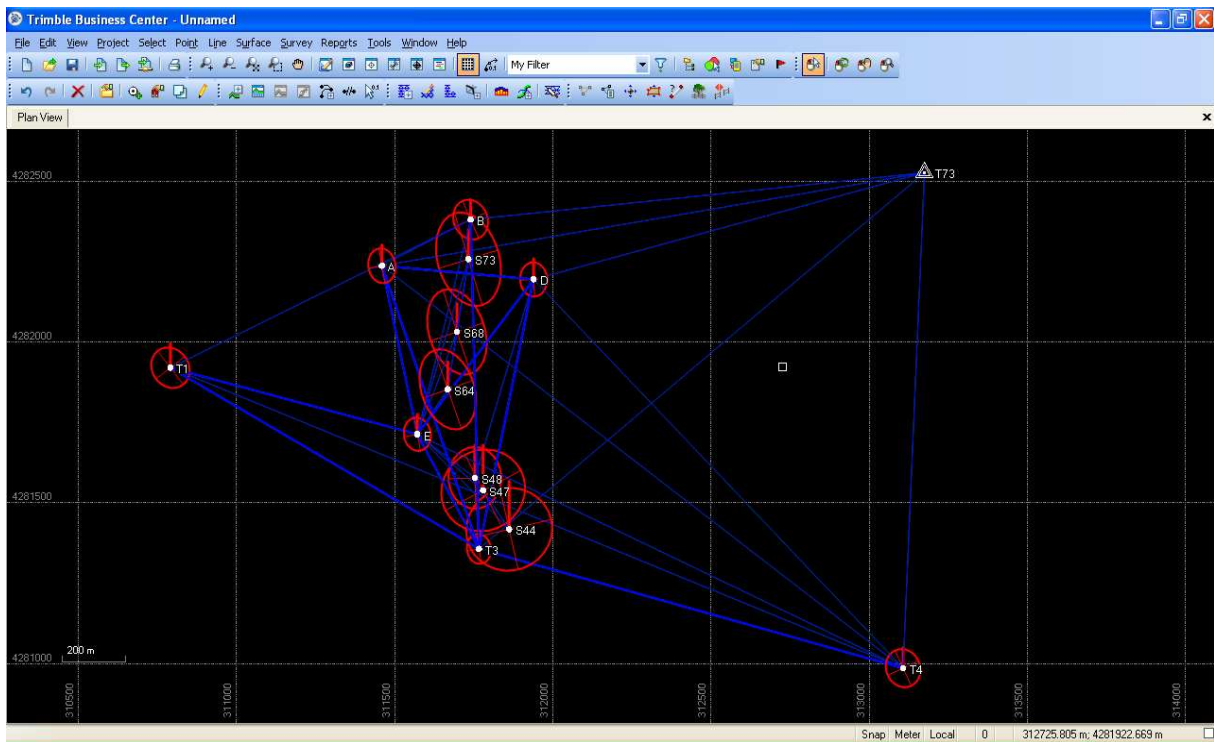 Trimble Business Center - Unnamed
File Edit View Project Select Point Line Surface Survey Reports Tools Window Help
My Filter
Plan View
4282500
T73
B
S73
A
D
S68
4282000
T1
S64
E
S48
S47
4281500
S44
T3
200 m
4281000
T4
310500
311000
311500
312000
312500
313000
313500
314000
Snap Meter Local 0 312725.805 m; 4281922.669 m